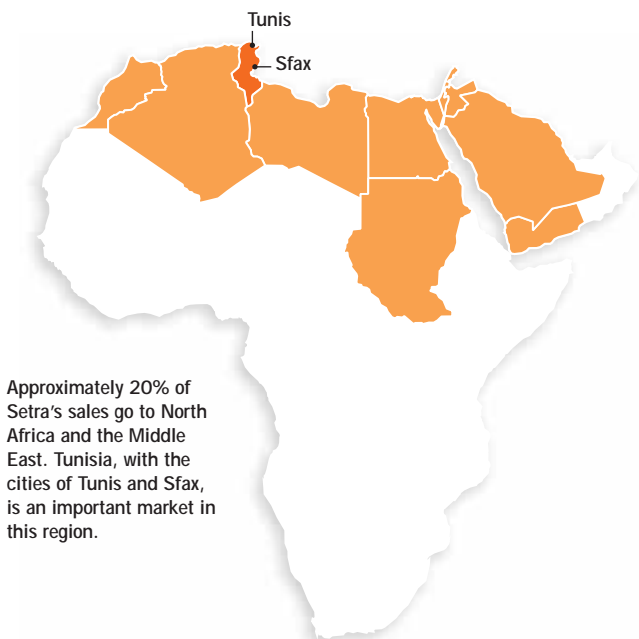 Tunis
Sfax
Approximately 20% of
Setra's sales go to North
Africa and the Middle
East. Tunisia, with the
cities of Tunis and Sfax,
is an important market in
this region.